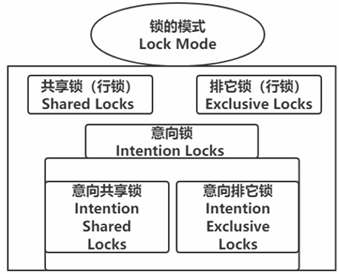 锁的模式
Lock Mode
共享锁（行锁）
Shared Locks
排它锁（行锁）
Exclusive Locks
意向锁
Intention Locks
意向共享锁
Intention
Shared
Locks
意向排它锁
Intention
Exclusive
Locks